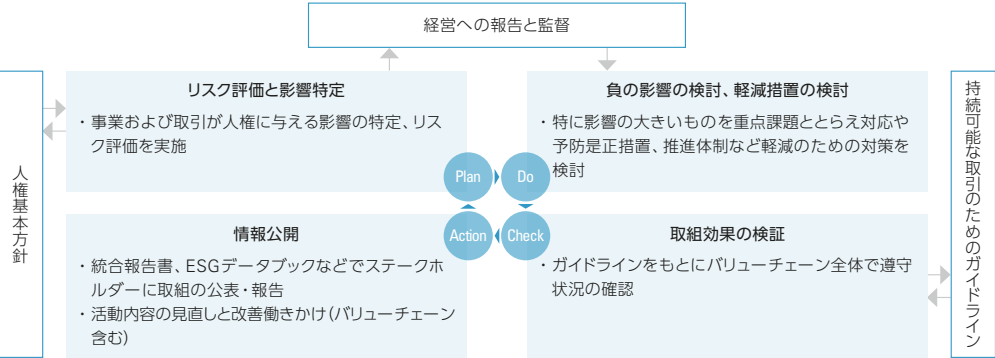 経営への報告と監督
人権基本方針
リスク評価と影響特定
・事業および取引が人権に与える影響の特定、リス
ク評価を実施
負の影響の検討、軽減措置の検討
・特に影響の大きいものを重点課題ととらえ対応や
予防是正措置、推進体制など軽減のための対策を
検討
Plan
Do
Action
Check
情報公開
・統合報告書、ESGデータブックなどでステークホ
ルダーに取組の公表・報告
・活動内容の見直しと改善働きかけ(バリューチェーン
含む)
取組効果の検証
・ガイドラインをもとにバリューチェーン全体で遵守
状況の確認
持続可能な取引のためのガイドライン